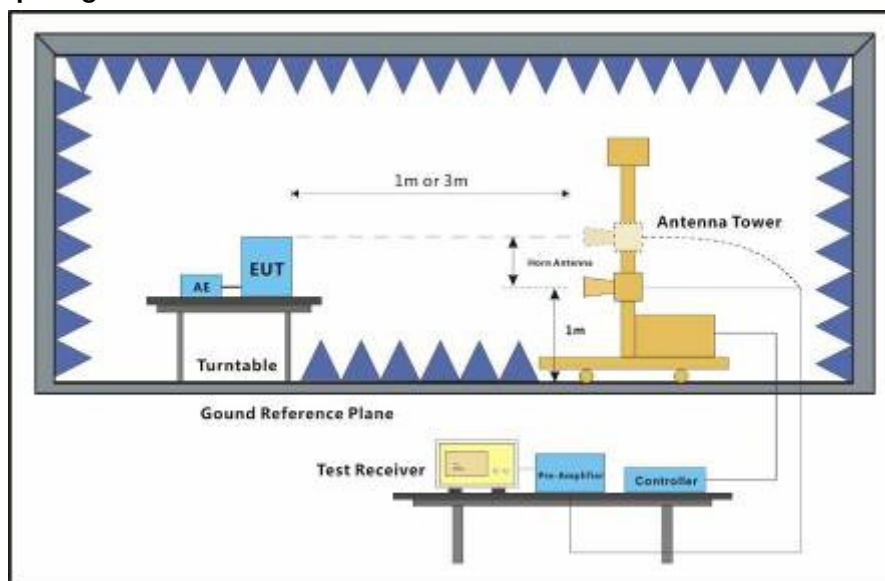 1m or 3m
Antenna Tower
Horn Antenna
EUT
AE
1m
Turntable
Gound Reference Plane
Test Receiver
Pre-Amplifier
Controller